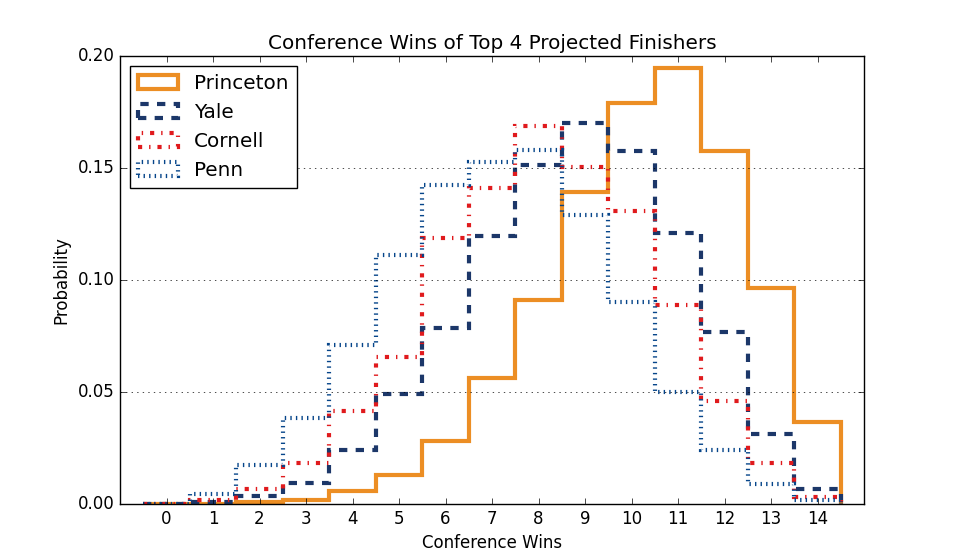 Conference Wins of Top 4 Projected Finishers
Princeton
Yale
Cornell
Penn
0.20
0.15
0.10
0.05
0.00
Probability
0 1 2 3 4 5 6 7 8 9 10 11 12 13 14
Conference Wins